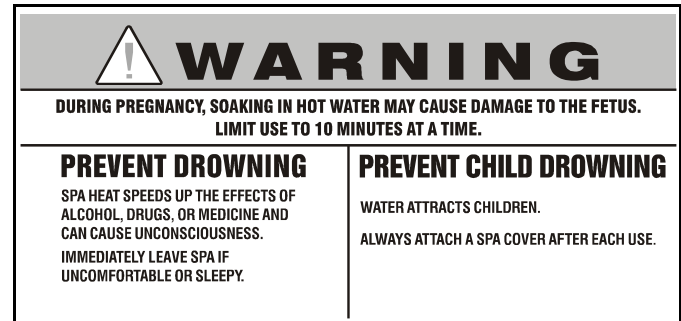 WARNING
DURING PREGNANCY, SOAKING IN HOT WATER MAY CAUSE DAMAGE TO THE FETUS.
LIMIT USE TO 10 MINUTES AT A TIME.
PREVENT DROWNING
SPA HEAT SPEEDS UP THE EFFECTS OF
ALCOHOL, DRUGS, OR MEDICINE AND
CAN CAUSE UNCONSCIOUSNESS.
IMMEDIATELY LEAVE SPA IF
UNCOMFORTABLE OR SLEEPY.
PREVENT CHILD DROWNING
WATER ATTRACTS CHILDREN.
ALWAYS ATTACH A SPA COVER AFTER EACH USE.